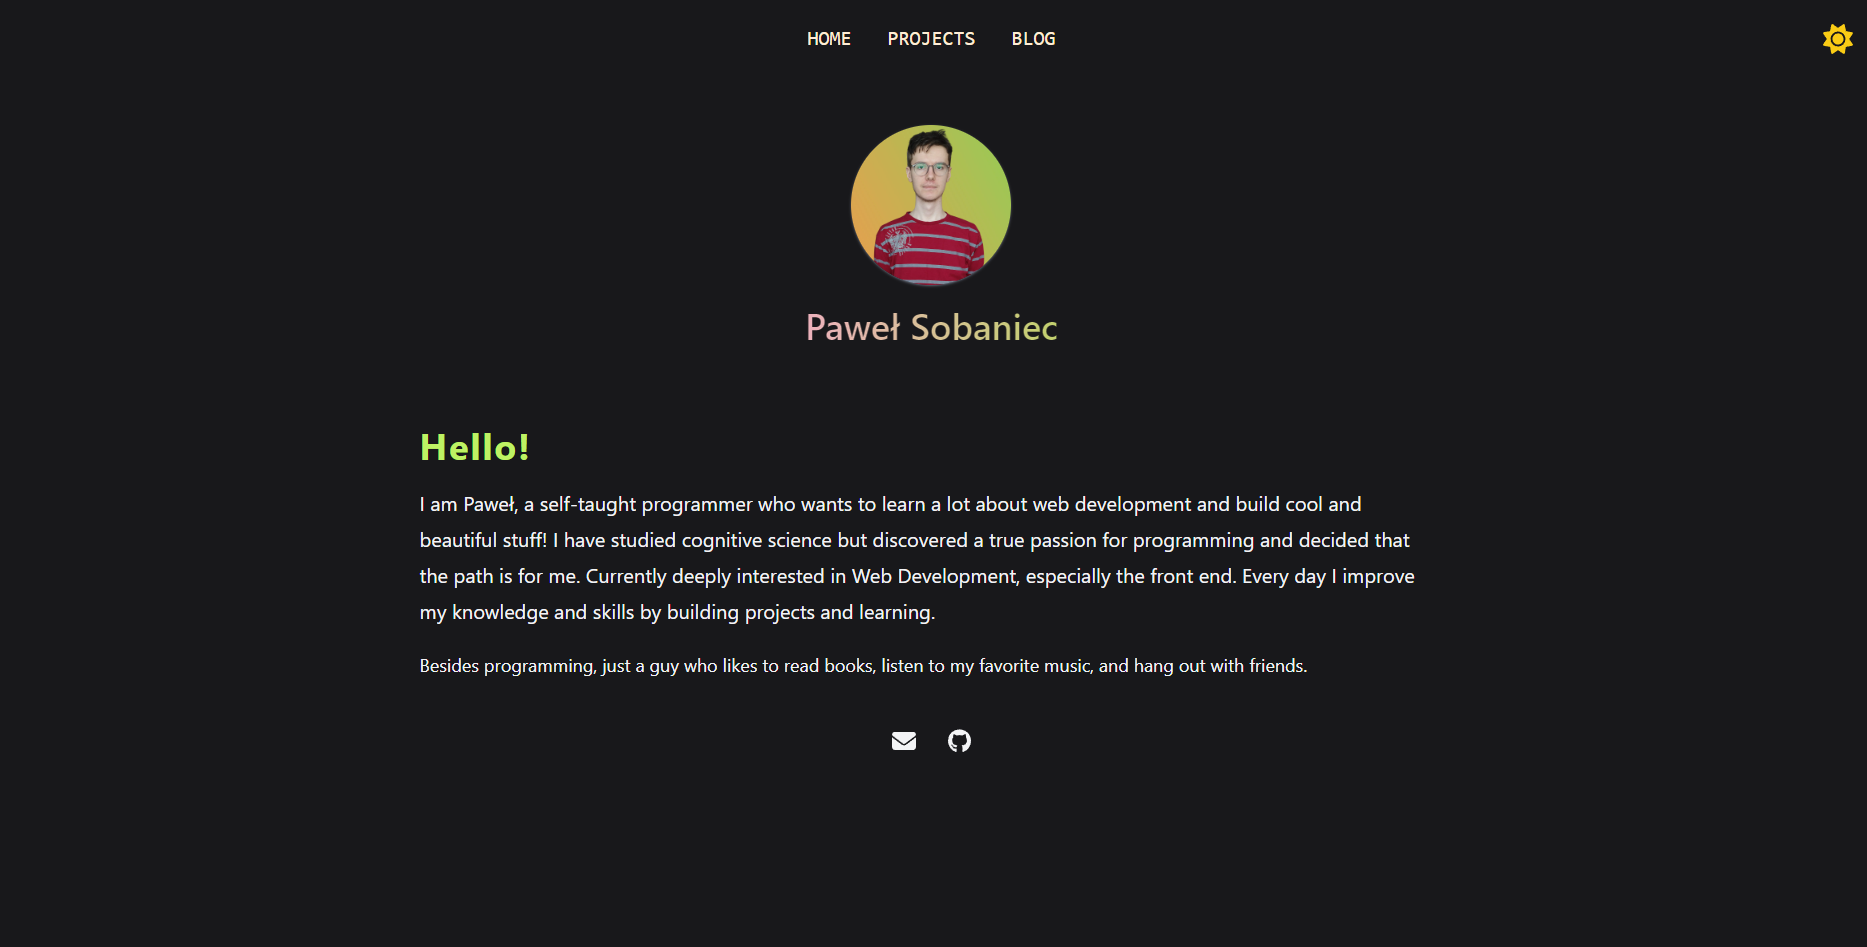 HOME PROJECTS BLOG
Paweł Sobaniec
Hello!
I am Paweł, a self-taught programmer who wants to learn a lot about web development and build cool and
beautiful stuff! I have studied cognitive science but discovered a true passion for programming and decided that
the path is for me. Currently deeply interested in Web Development, especially the front end. Every day I improve
my knowledge and skills by building projects and learning.
Besides programming, just a guy who likes to read books, listen to my favorite music, and hang out with friends.